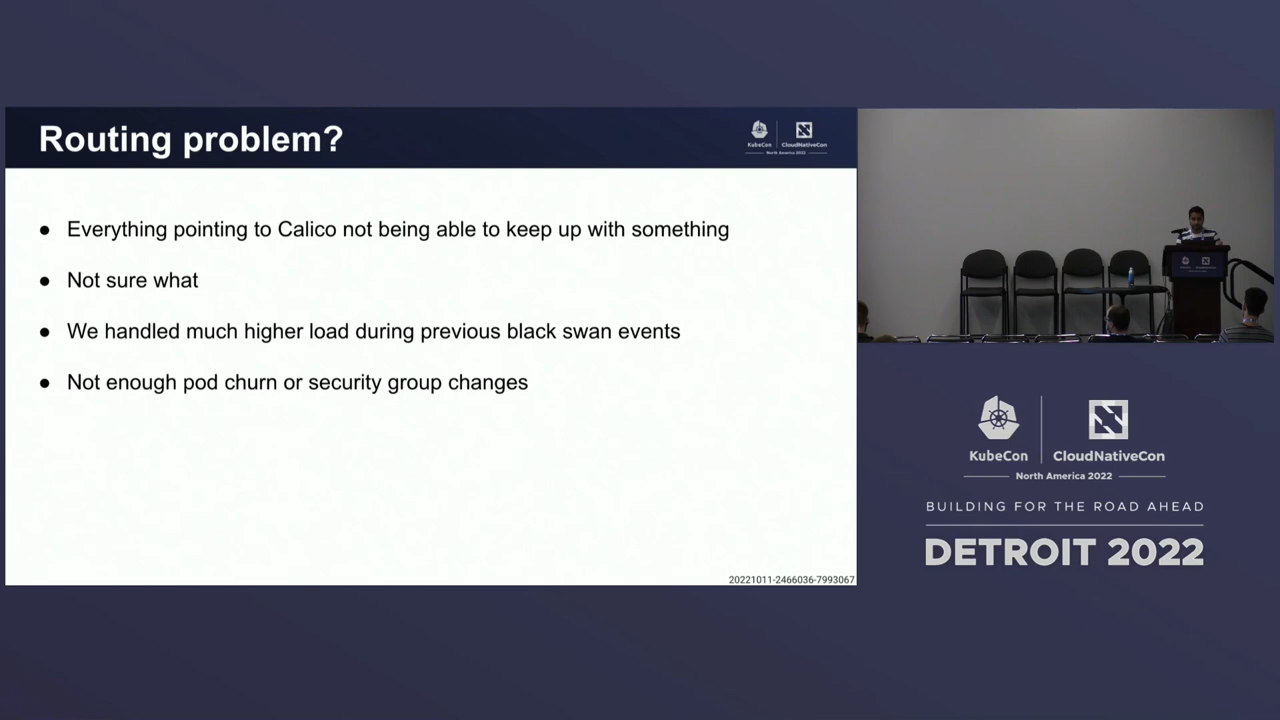 Routing problem?
KubeCon
CloudNativeCon
North America 2022
● Everything pointing to Calico not being able to keep up with something
● Not sure what
● We handled much higher load during previous black swan events
● Not enough pod churn or security group changes
20221011-2466036-7993067
KubeCon
CloudNativeCon
North America 2022
BUILDING FOR THE ROAD AHEAD
DETROIT 2022